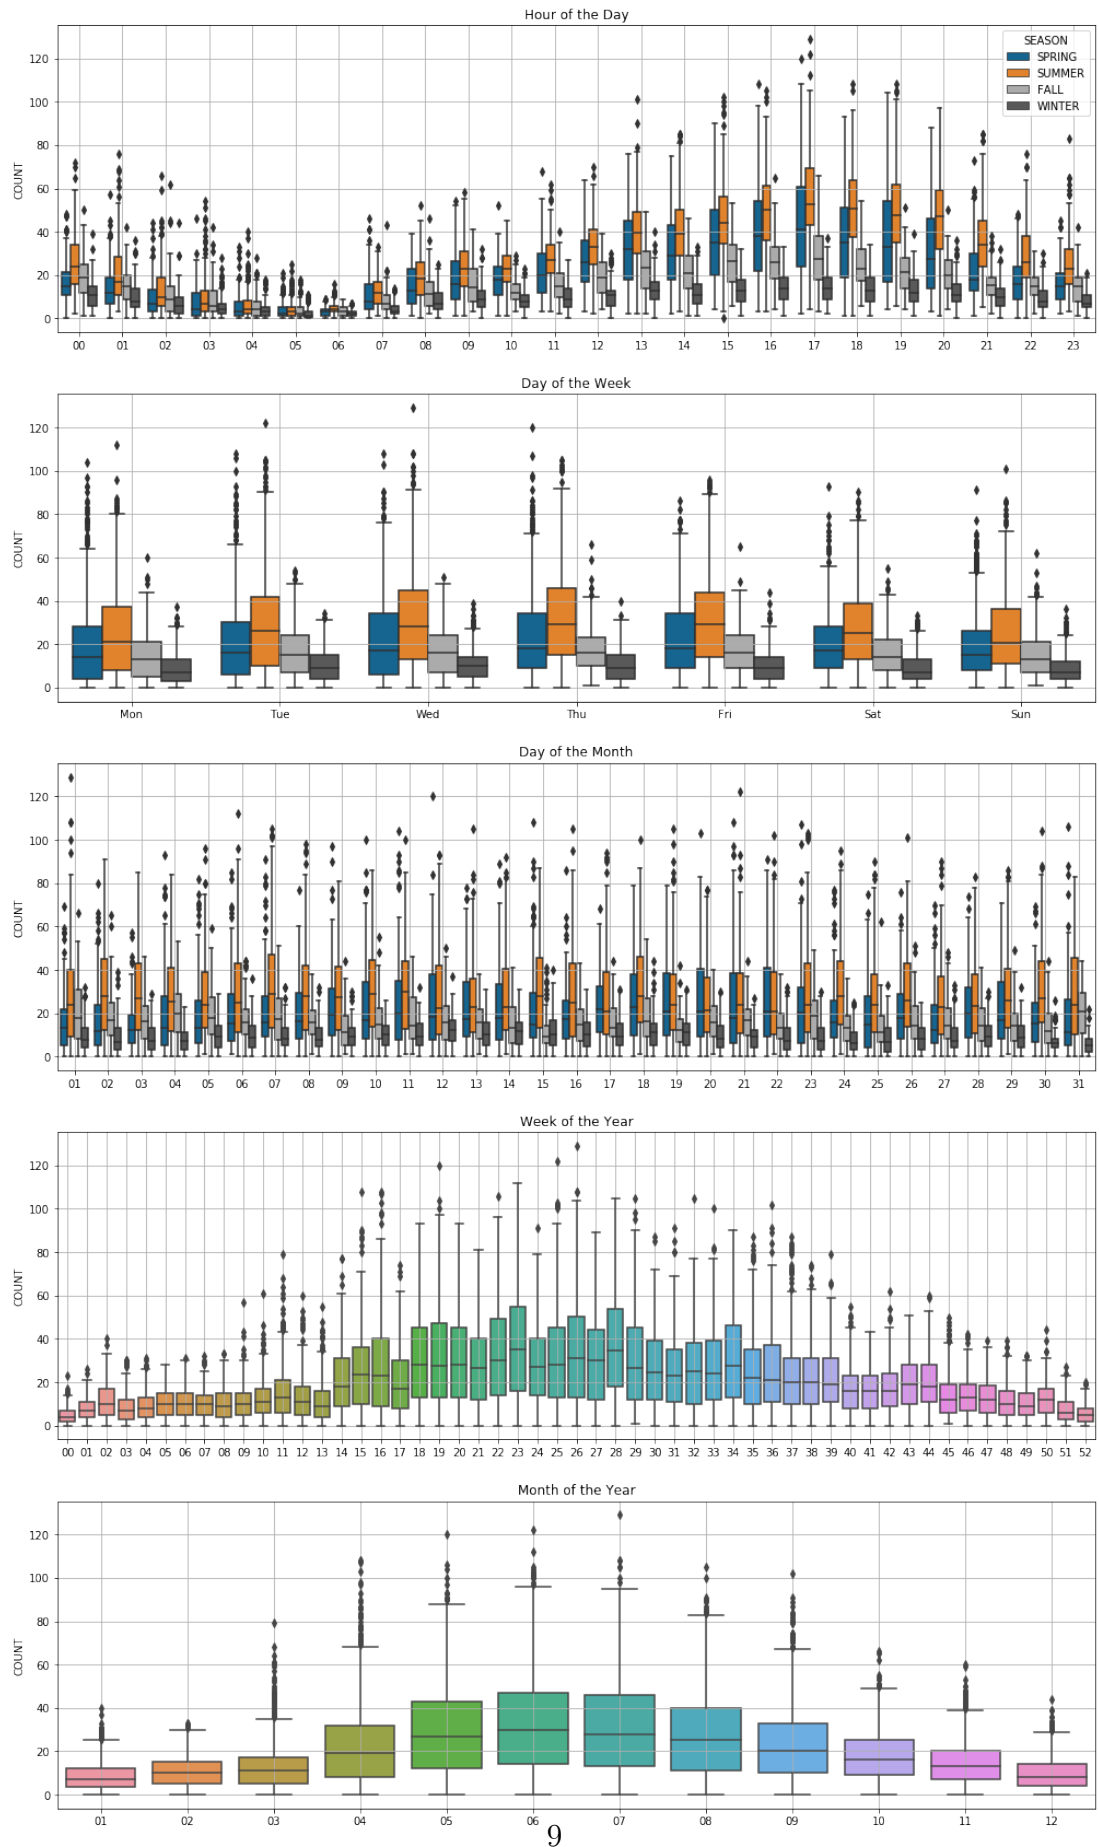 Hour of the Day
120
100
80
60
40
20
0
COUNT
SEASON
SPRING
SUMMER
FALL
WINTER
00 01 02 03 04 05 06 07 08 09 10 11 12 13 14 15 16 17 18 19 20 21 22 23
Day of the Week
120
100
80
60
40
20
0
COUNT
Mon Tue Wed Thu Fri Sat Sun
Day of the Month
120
100
80
60
40
20
0
COUNT
01 02 03 04 05 06 07 08 09 10 11 12 13 14 15 16 17 18 19 20 21 22 23 24 25 26 27 28 29 30 31
Week of the Year
120
100
80
60
40
20
0
COUNT
00 01 02 03 04 05 06 07 08 09 10 11 12 13 14 15 16 17 18 19 20 21 22 23 24 25 26 27 28 29 30 31 32 33 34 35 36 37 38 39 40 41 42 43 44 45 46 47 48 49 50 51 52
Month of the Year
120
100
80
60
40
20
0
COUNT
01 02 03 04 05 06 07 08 09 10 11 12
9